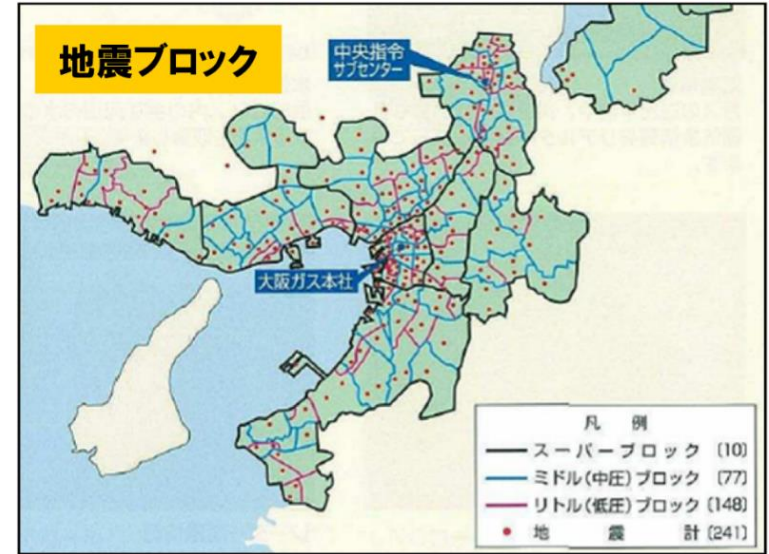 地震ブロック
中央指令
サブセンター
大阪ガス本社
凡 例
スーパーブロック 〔10〕
ミドル(中圧)ブロック 〔77〕
リトル(低圧)ブロック 〔148〕
地 震 計 〔241〕